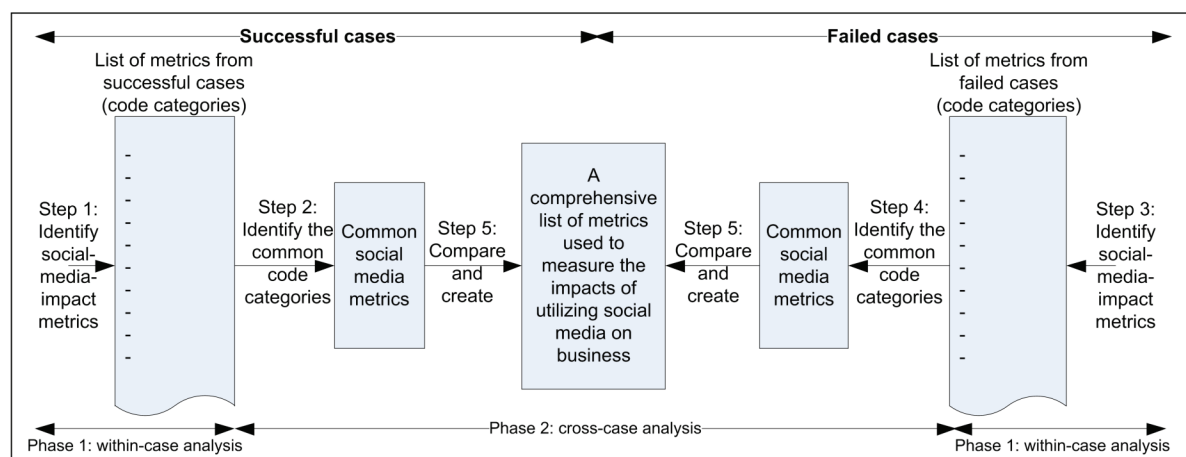 Successful cases
Failed cases
List of metrics from
successful cases
(code categories)
List of metrics from
failed cases
(code categories)
Step 1:
Identify
social-
media-
impact
metrics
-
-
-
-
-
-
-
-
-
-
Step 2:
Identify the
common
code
categories
Common
social
media
metrics
Step 5:
Compare
and
create
A
comprehensive
list of metrics
used to
measure the
impacts of
utilizing social
media on
business
Step 5:
Compare
and
create
Common
social
media
metrics
Step 4:
Identify the
common
code
categories
-
-
-
-
-
-
-
-
-
-
Step 3:
Identify
social-
media-
impact
metrics
Phase 1: within-case analysis
Phase 2: cross-case analysis
Phase 1: within-case analysis